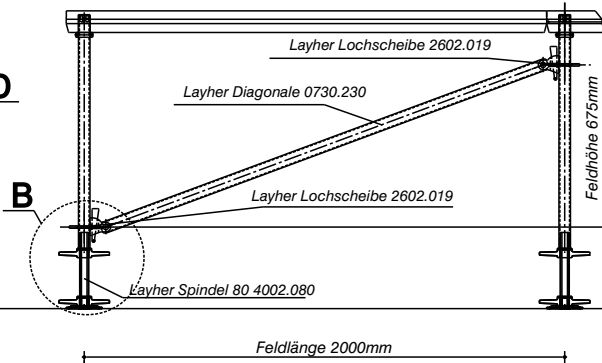 Layher Lochscheibe 2602.019
D
Layher Diagonale 0730.230
Feldhöhe 675mm
B
Layher Lochscheibe 2602.019
Layher Spindel 80 4002.080
Feldlänge 2000mm